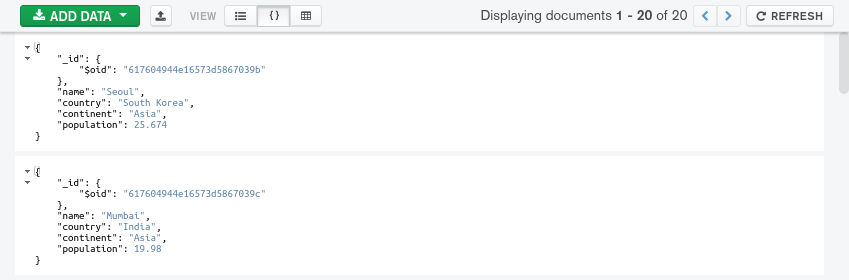 ADD DATA VIEW {} Displaying documents 1 - 20 of 20 REFRESH
{
"_id": {
"$oid": "617604944e16573d5867039b"
},
"name": "Seoul",
"country": "South Korea",
"continent": "Asia",
"population": 25.674
}
{
"_id": {
"$oid": "617604944e16573d5867039c"
},
"name": "Mumbai",
"country": "India",
"continent": "Asia",
"population": 19.98
}